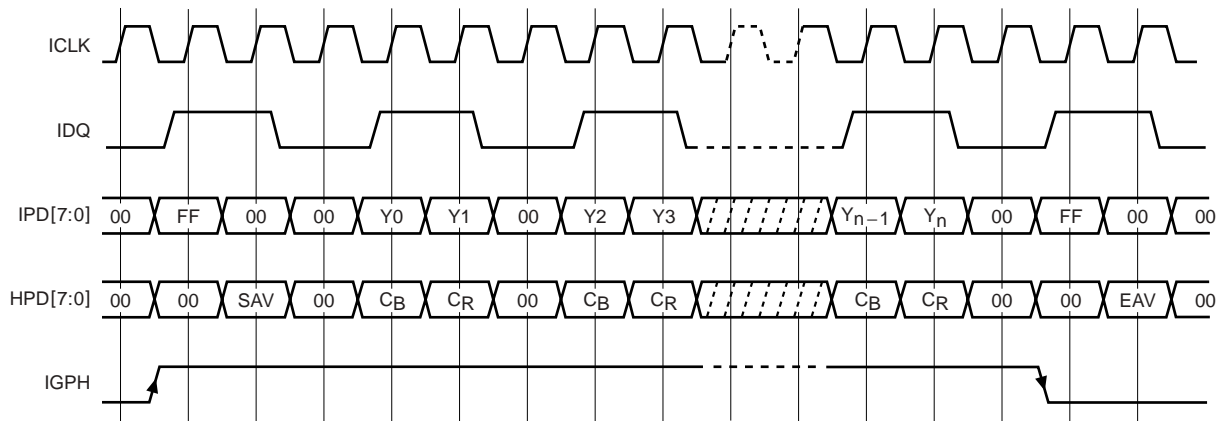 ICLK
IDQ
IPD[7:0] 00 FF 00 00 Y0 Y1 00 Y2 Y3 Yn−1 Yn 00 FF 00 00
HPD[7:0] 00 00 SAV 00 CB CR 00 CB CR CB CR 00 00 EAV 00
IGPH